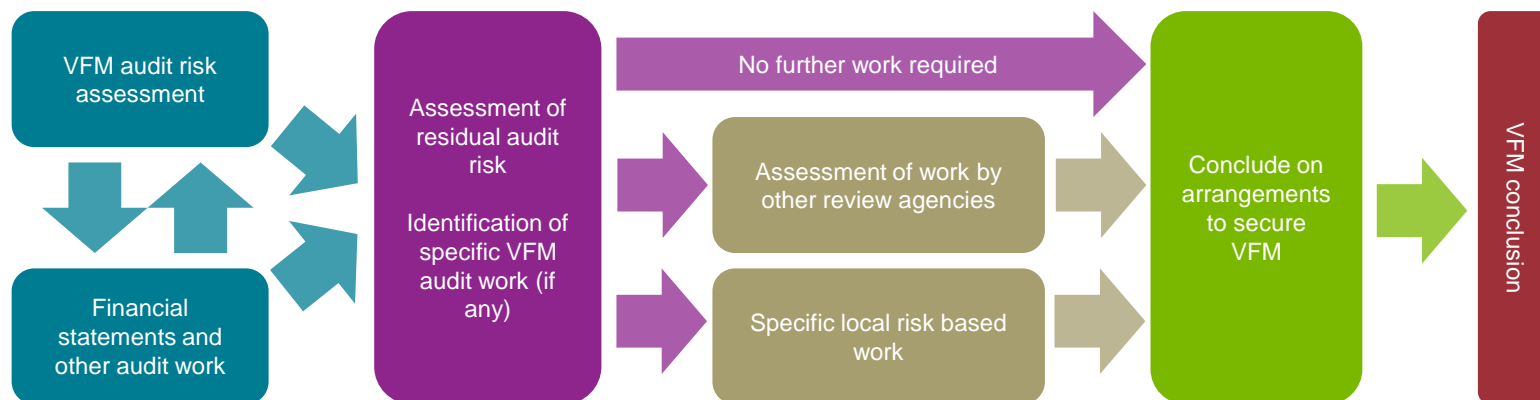 VFM audit risk
assessment
Financial
statements and
other audit work
Assessment of
residual audit
risk
Identification of
specific VFM
audit work (if
any)
No further work required
Assessment of work by
other review agencies
Specific local risk based
work
Conclude on
arrangements
to secure
VFM
VFM conclusion